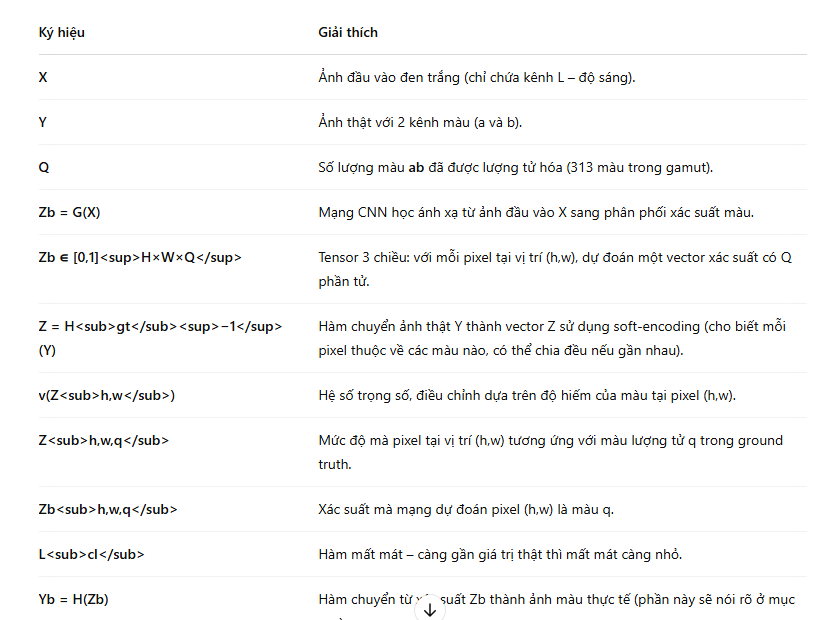 Ký hiệu Giải thích
X Ảnh đầu vào đen trắng (chỉ chứa kênh L – độ sáng).
Y Ảnh thật với 2 kênh màu (a và b).
Q Số lượng màu ab đã được lượng tử hóa (313 màu trong gamut).
Zb = G(X) Mạng CNN học ánh xạ từ ảnh đầu vào X sang phân phối xác suất màu.
Zb ∈ [0,1]<sup>H×W×Q</sup> Tensor 3 chiều: với mỗi pixel tại vị trí (h,w), dự đoán một vector xác suất có Q
phần tử.
Z = H<sub>gt</sub><sup>−1</sup> Hàm chuyển ảnh thật Y thành vector Z sử dụng soft-encoding (cho biết mỗi
(Y) pixel thuộc về các màu nào, có thể chia đều nếu gần nhau).
v(Z<sub>h,w</sub>) Hệ số trọng số, điều chỉnh dựa trên độ hiếm của màu tại pixel (h,w).
Z<sub>h,w,q</sub> Mức độ mà pixel tại vị trí (h,w) tương ứng với màu lượng tử q trong ground
truth.
Zb<sub>h,w,q</sub> Xác suất mà mạng dự đoán pixel (h,w) là màu q.
L<sub>cl</sub> Hàm mất mát – càng gần giá trị thật thì mất mát càng nhỏ.
Yb = H(Zb) Hàm chuyển từ suất Zb thành ảnh màu thực tế (phần này sẽ nói rõ ở mục